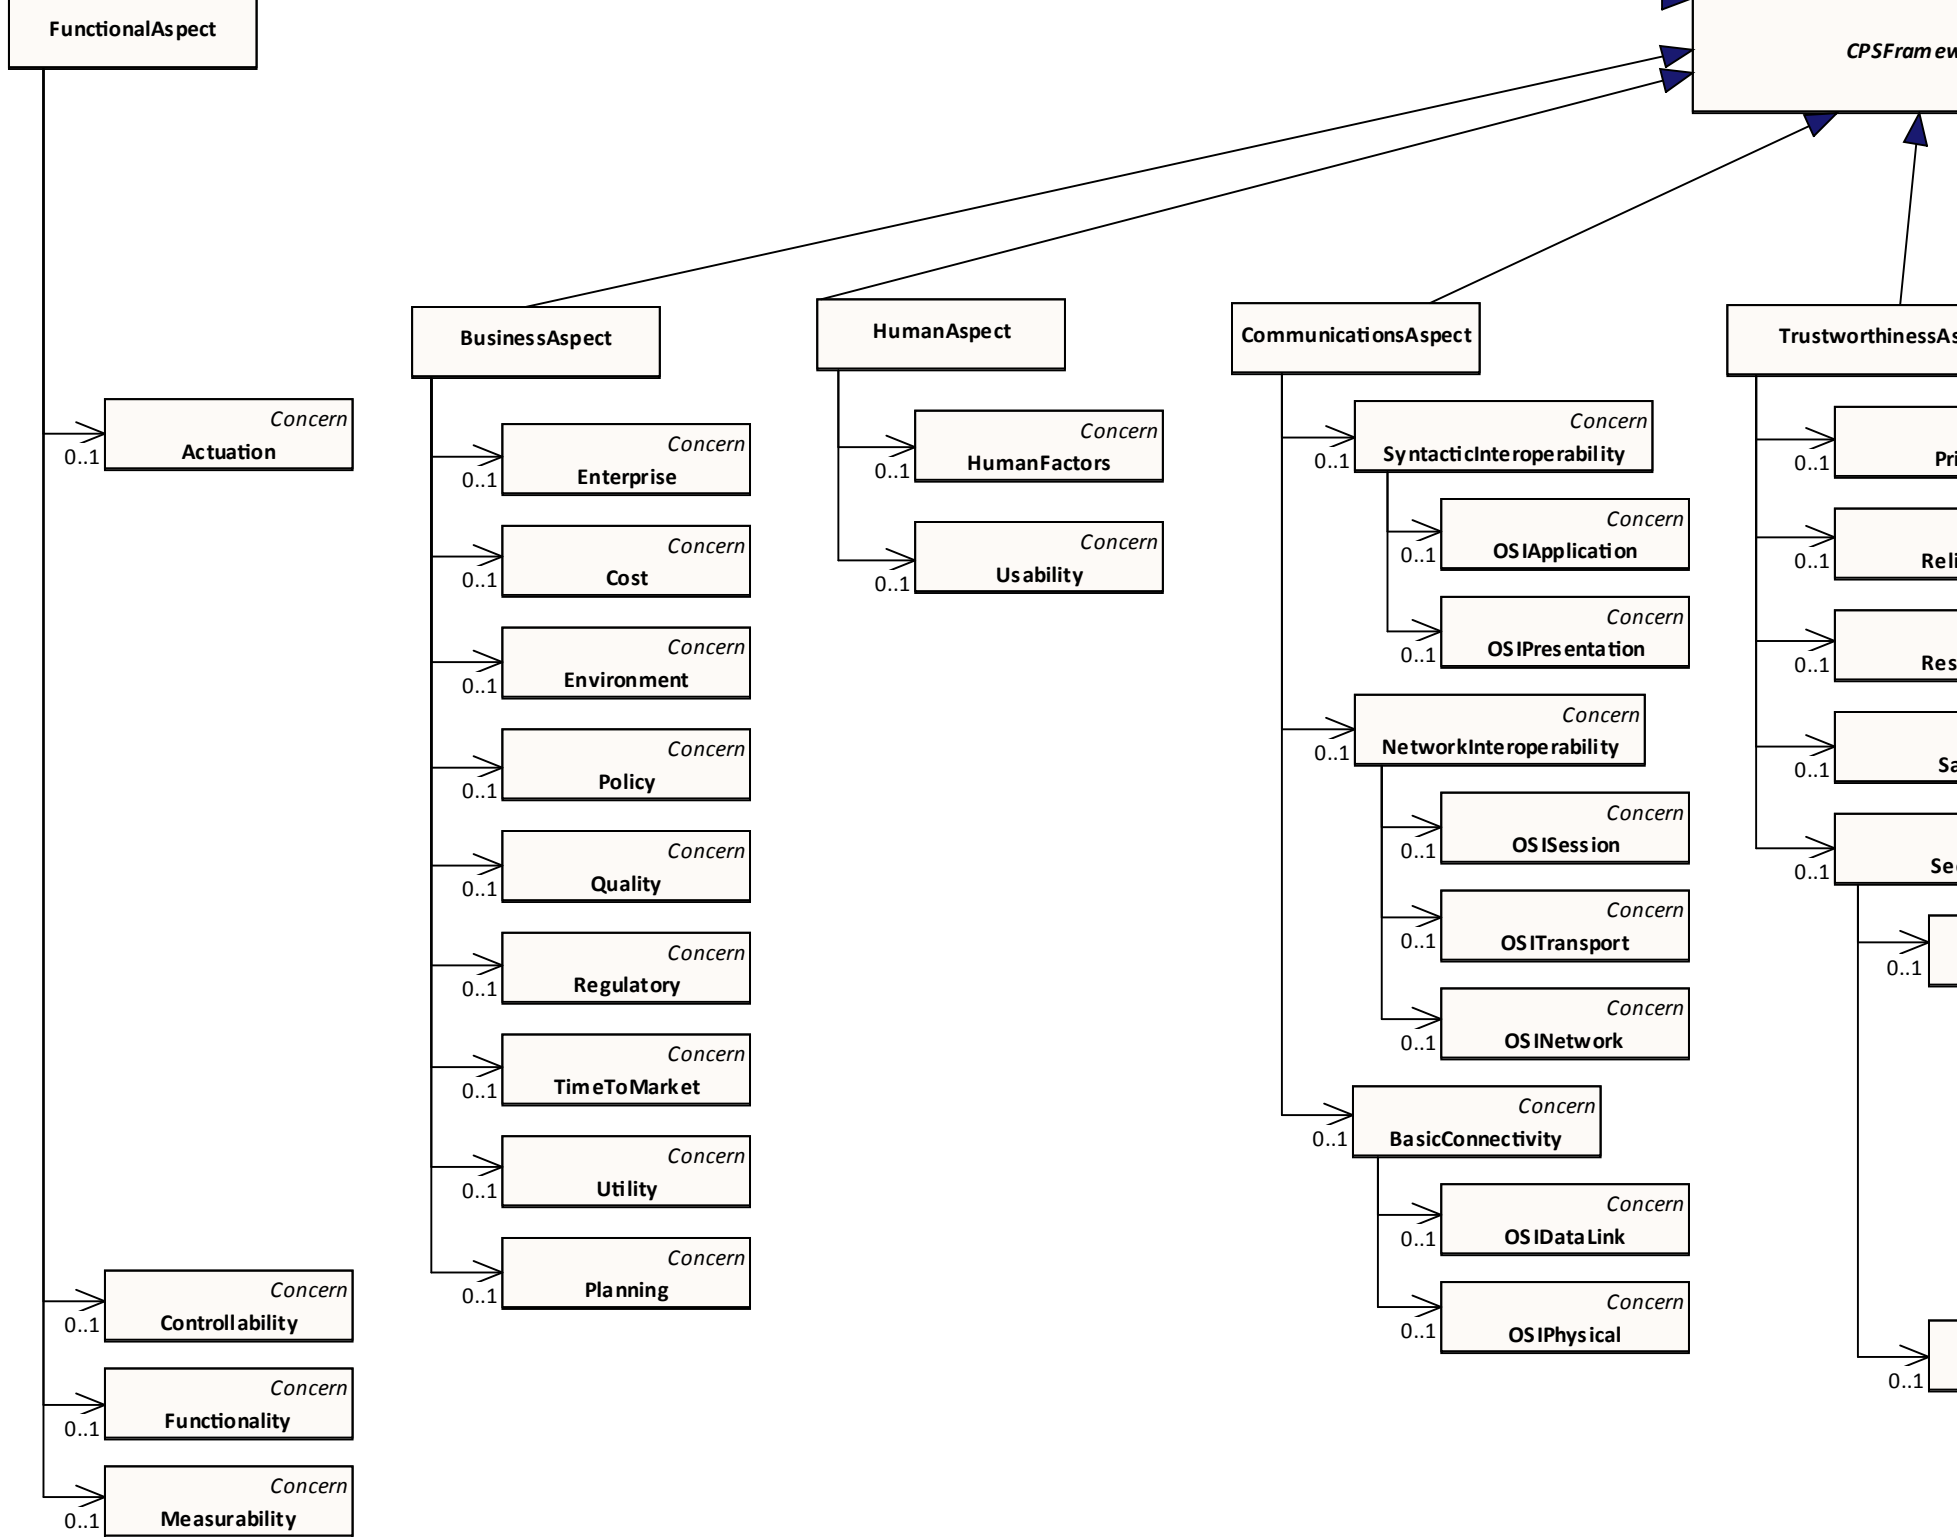 FunctionalAspect
CPSFramew
BusinessAspect
HumanAspect
CommunicationsAspect
TrustworthinessAs
Concern
Actuation
0..1
Concern
Controllability
0..1
Concern
Functionality
0..1
Concern
Measurability
0..1
Concern
Enterprise
0..1
Concern
Cost
0..1
Concern
Environment
0..1
Concern
Policy
0..1
Concern
Quality
0..1
Concern
Regulatory
0..1
Concern
TimeToMarket
0..1
Concern
Utility
0..1
Concern
Planning
0..1
Concern
HumanFactors
0..1
Concern
Usability
0..1
Concern
SyntacticInteroperability
0..1
Concern
OSIApplication
0..1
Concern
OSIPresentation
0..1
Concern
NetworkInteroperability
0..1
Concern
OSISession
0..1
Concern
OSITransport
0..1
Concern
OSINetwork
0..1
Concern
BasicConnectivity
0..1
Concern
OSIDataLink
0..1
Concern
OSIPhysical
0..1
Pri
0..1
Reli
0..1
Res
0..1
Sa
0..1
Se
0..1
0..1
0..1